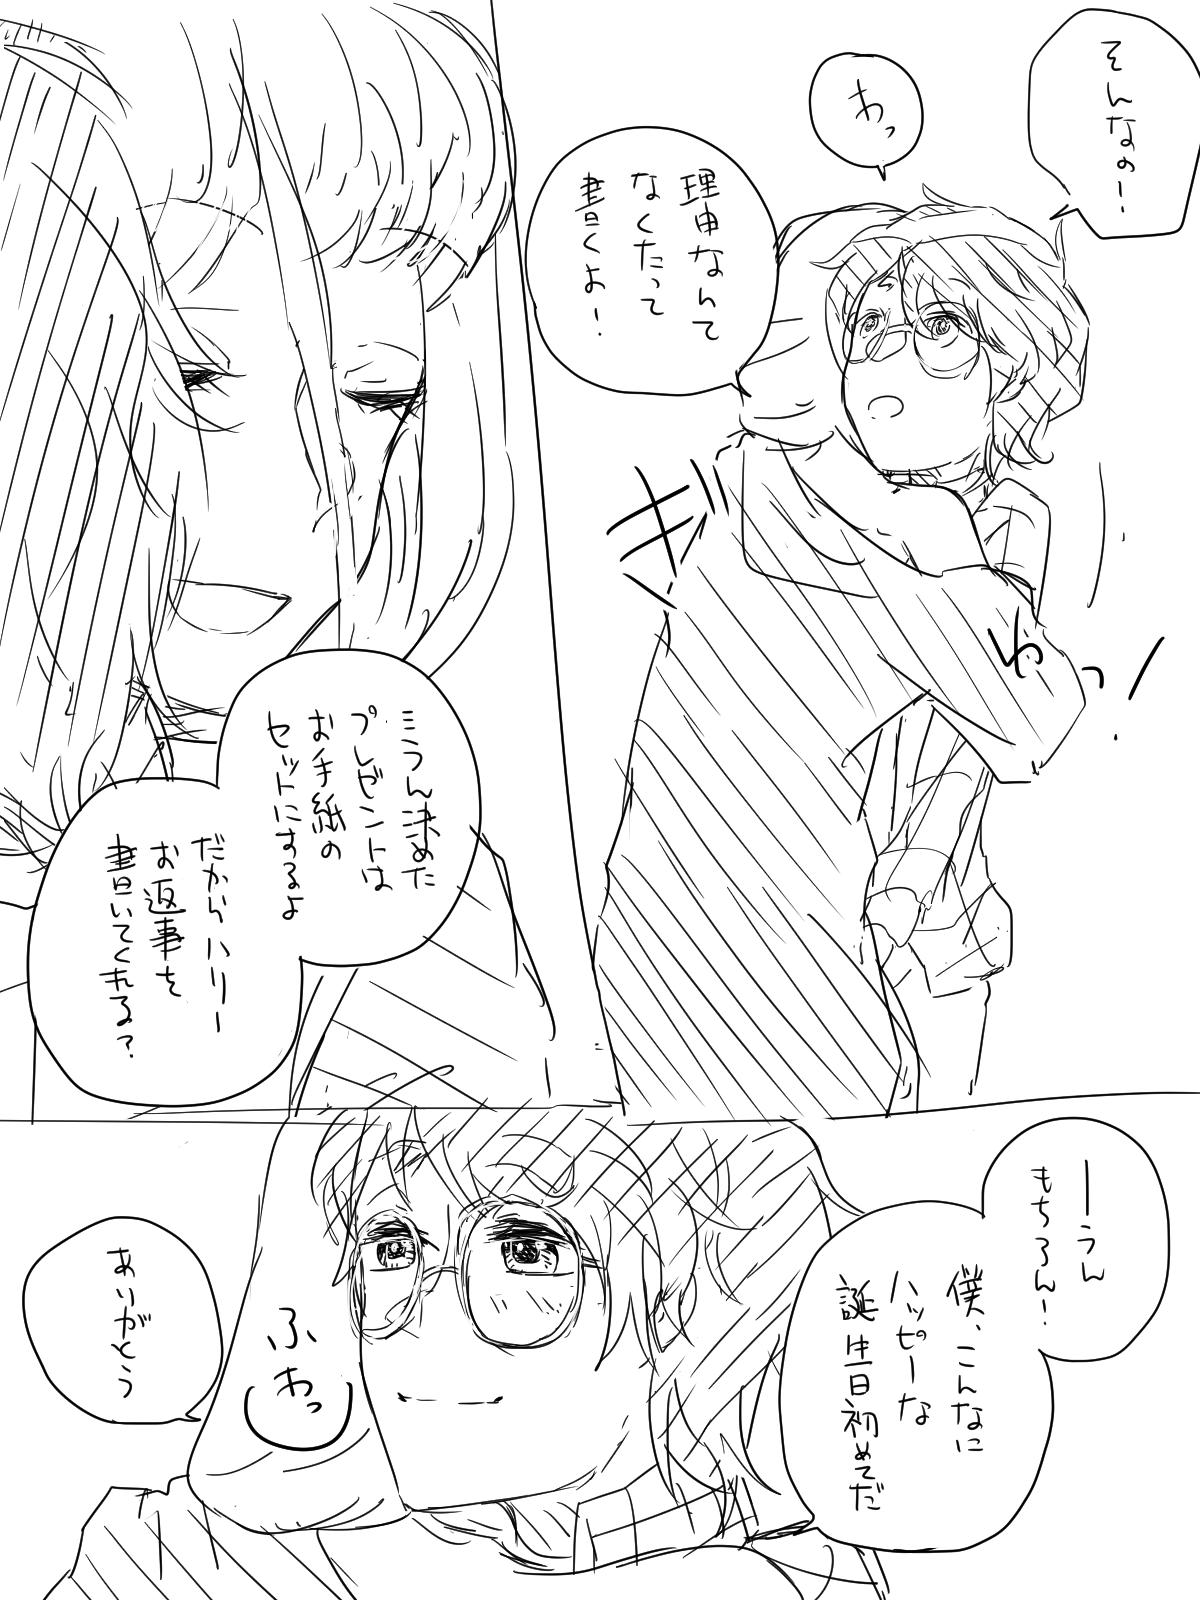 そんなの!
わっ
理由なんて
なくたって
書くよ!
ぎ
ゅっ!
ミうん決めた
プレゼントは
お手紙の
セットにするよ
だからハリー
お返事を
書いてくれる?
ーうん
もちろん!
僕、こんなに
ハッピーな
誕生日初めてだ
ふわっ
ありがとう